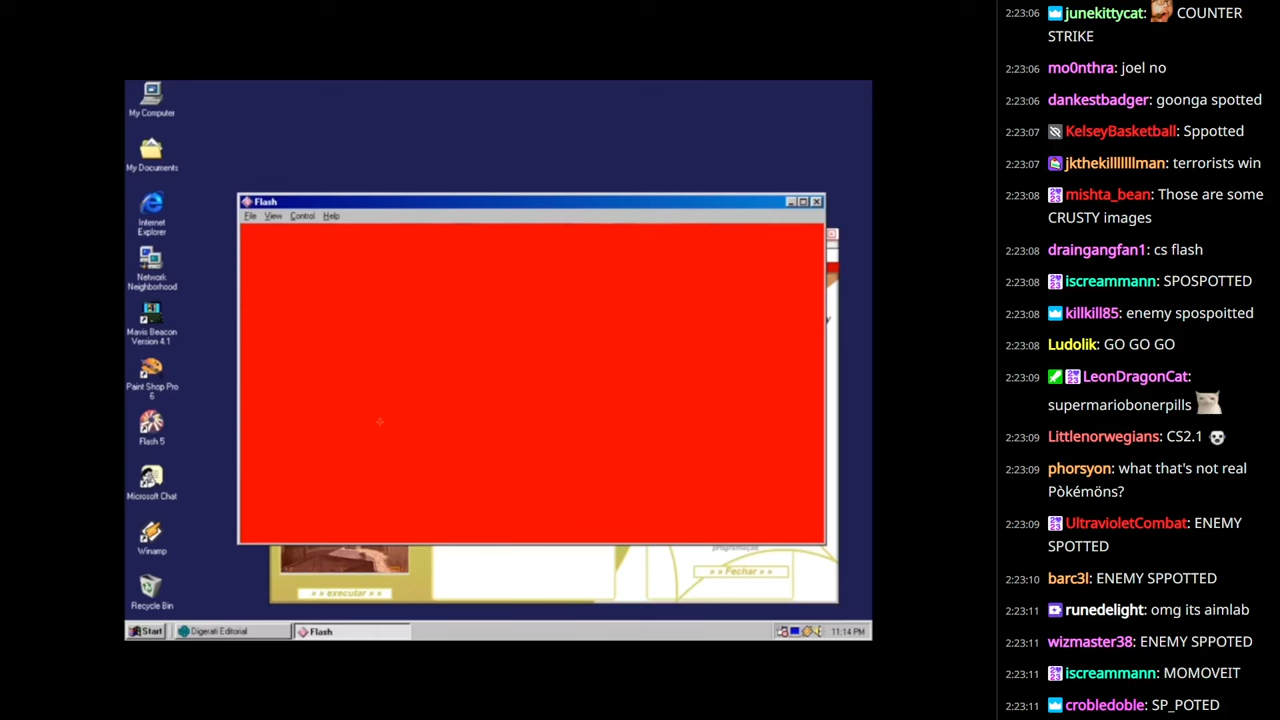 My Computer
My Documents
Internet
Explorer
Network
Neighborhood
Mavis Beacon
Version 4.1
Paint Shop Pro
6
Flash 5
Microsoft Chat
Winamp
Recycle Bin
Flash
File View Control Help
programação
» » executar » »
» » Fechar » »
Start
Digerati Editorial
Flash
11:14 PM
2:23:06 junekittycat: COUNTER
STRIKE
2:23:06 mo0nthra: joel no
2:23:06 dankestbadger: goonga spotted
2:23:07 KelseyBasketball: Sppotted
2:23:07 jkthekillllllllman: terrorists win
2:23:08 mishta_bean: Those are some
CRUSTY images
2:23:08 draingangfan1: cs flash
2:23:08 iscreammann: SPOSPOTTED
2:23:08 killkill85: enemy spospoitted
2:23:08 Ludolik: GO GO GO
2:23:09 LeonDragonCat:
supermariobonerpills
2:23:09 Littlenorwegians: CS2.1
2:23:09 phorsyon: what that's not real
Pòkémöns?
2:23:09 UltravioletCombat: ENEMY
SPOTTED
2:23:10 barc3l: ENEMY SPPOTTED
2:23:11 runedelight: omg its aimlab
2:23:11 wizmaster38: ENEMY SPPOTED
2:23:11 iscreammann: MOMOVEIT
2:23:11 crobledoble: SP_POTED